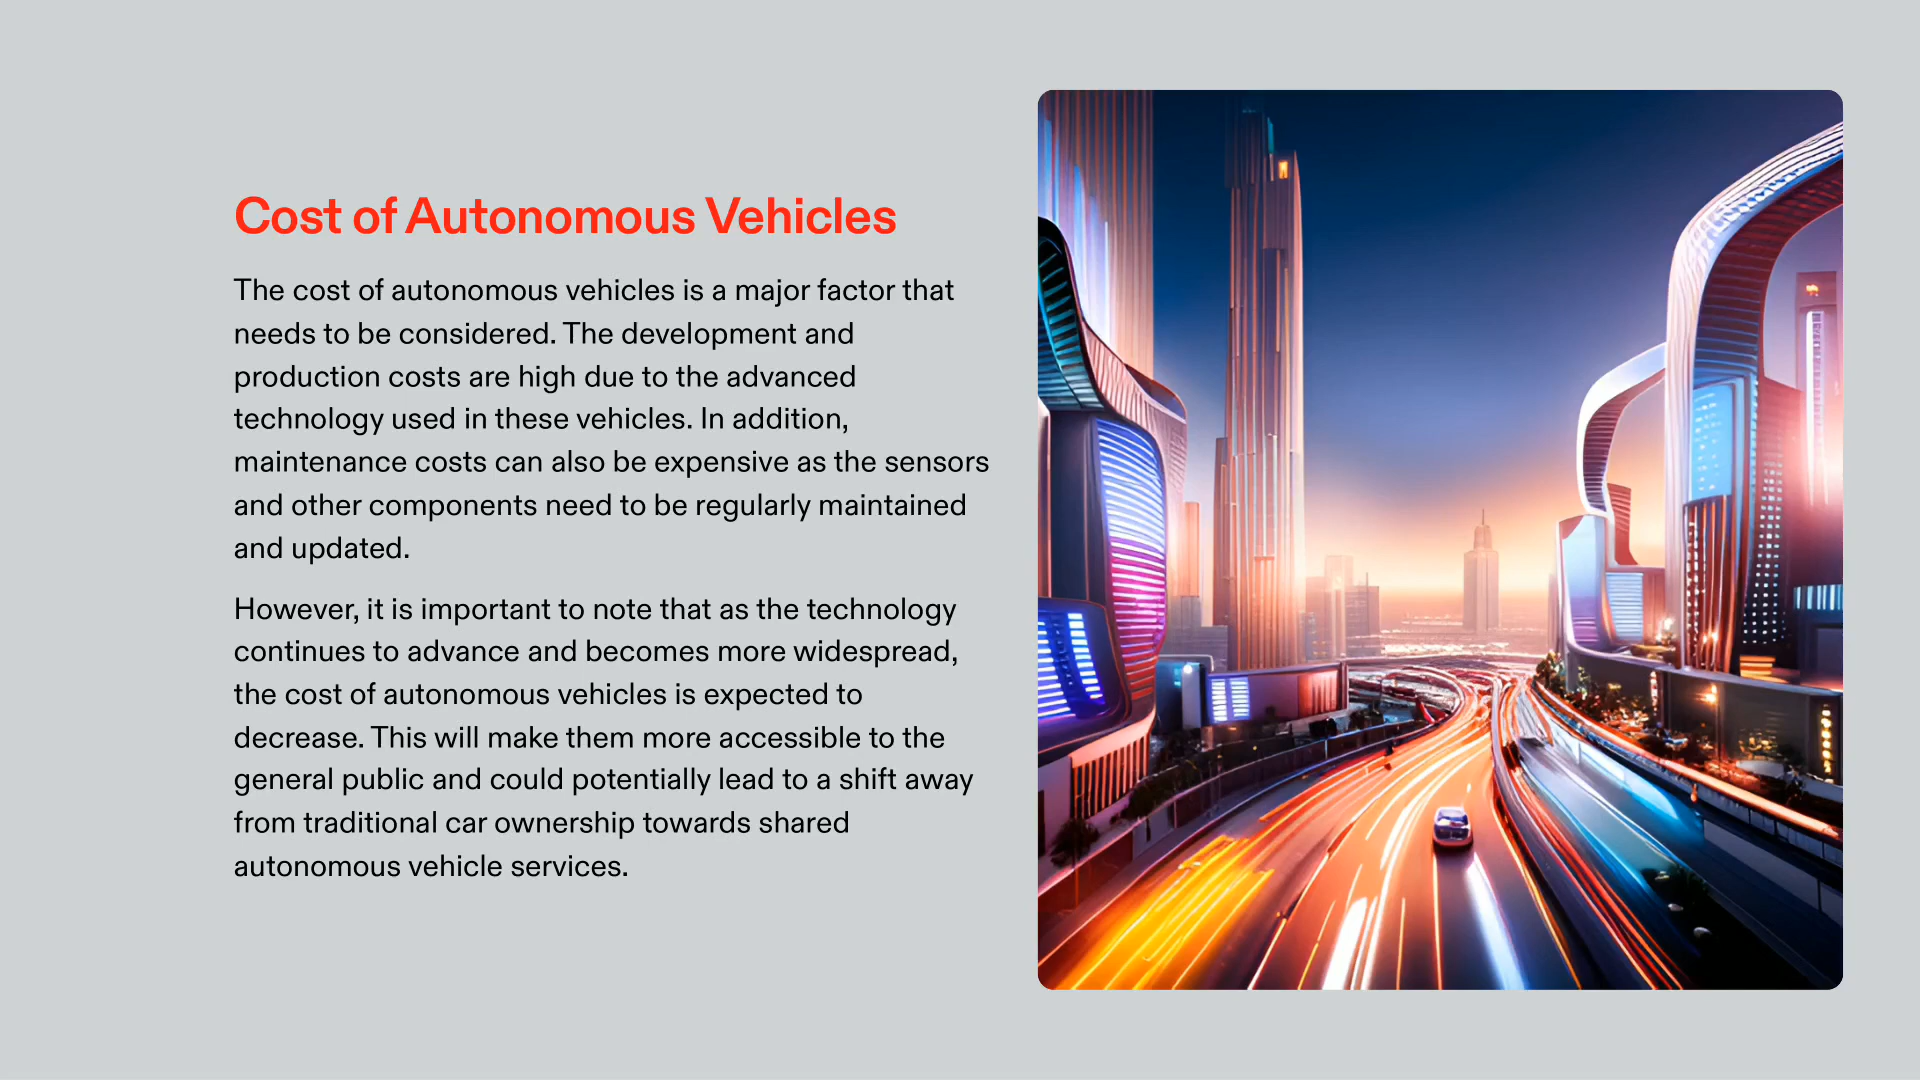 Cost of Autonomous Vehicles
The cost of autonomous vehicles is a major factor that
needs to be considered. The development and
production costs are high due to the advanced
technology used in these vehicles. In addition,
maintenance costs can also be expensive as the sensors
and other components need to be regularly maintained
and updated.
However, it is important to note that as the technology
continues to advance and becomes more widespread,
the cost of autonomous vehicles is expected to
decrease. This will make them more accessible to the
general public and could potentially lead to a shift away
from traditional car ownership towards shared
autonomous vehicle services.